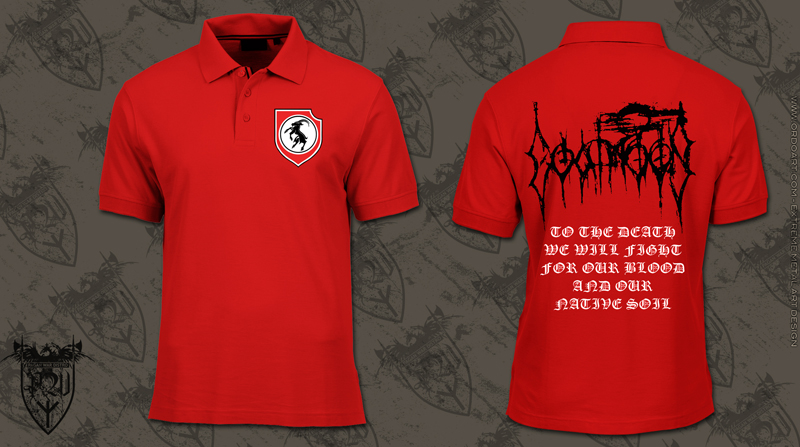 GOATMOON
TO THE DEATH
WE WILL FIGHT
FOR OUR BLOOD
AND OUR
NATIVE SOIL
WWW.ORDOART.COM EXTREME METAL ART DESIGN